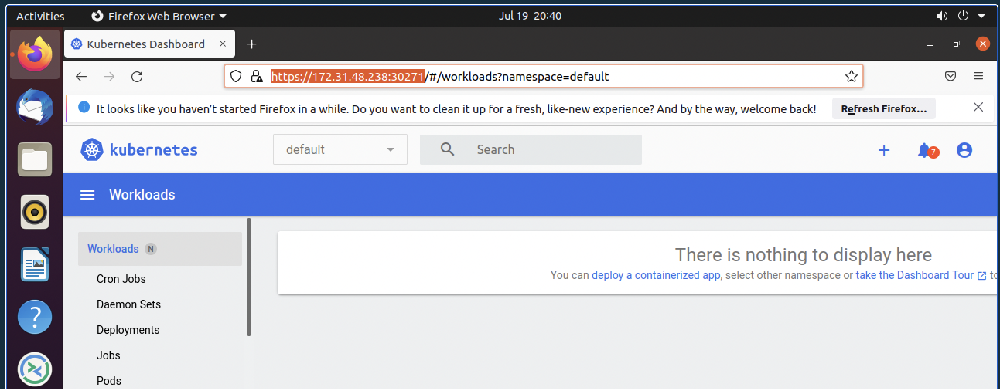 Activities Firefox Web Browser Jul 19 20:40
Kubernetes Dashboard
https://172.31.48.238:30271/#/workloads?namespace=default
It looks like you haven’t started Firefox in a while. Do you want to clean it up for a fresh, like-new experience? And by the way, welcome back! Refresh Firefox…
kubernetes default Search 7
Workloads
Workloads N
Cron Jobs
Daemon Sets
Deployments
Jobs
Pods
There is nothing to display here
You can deploy a containerized app, select other namespace or take the Dashboard Tour